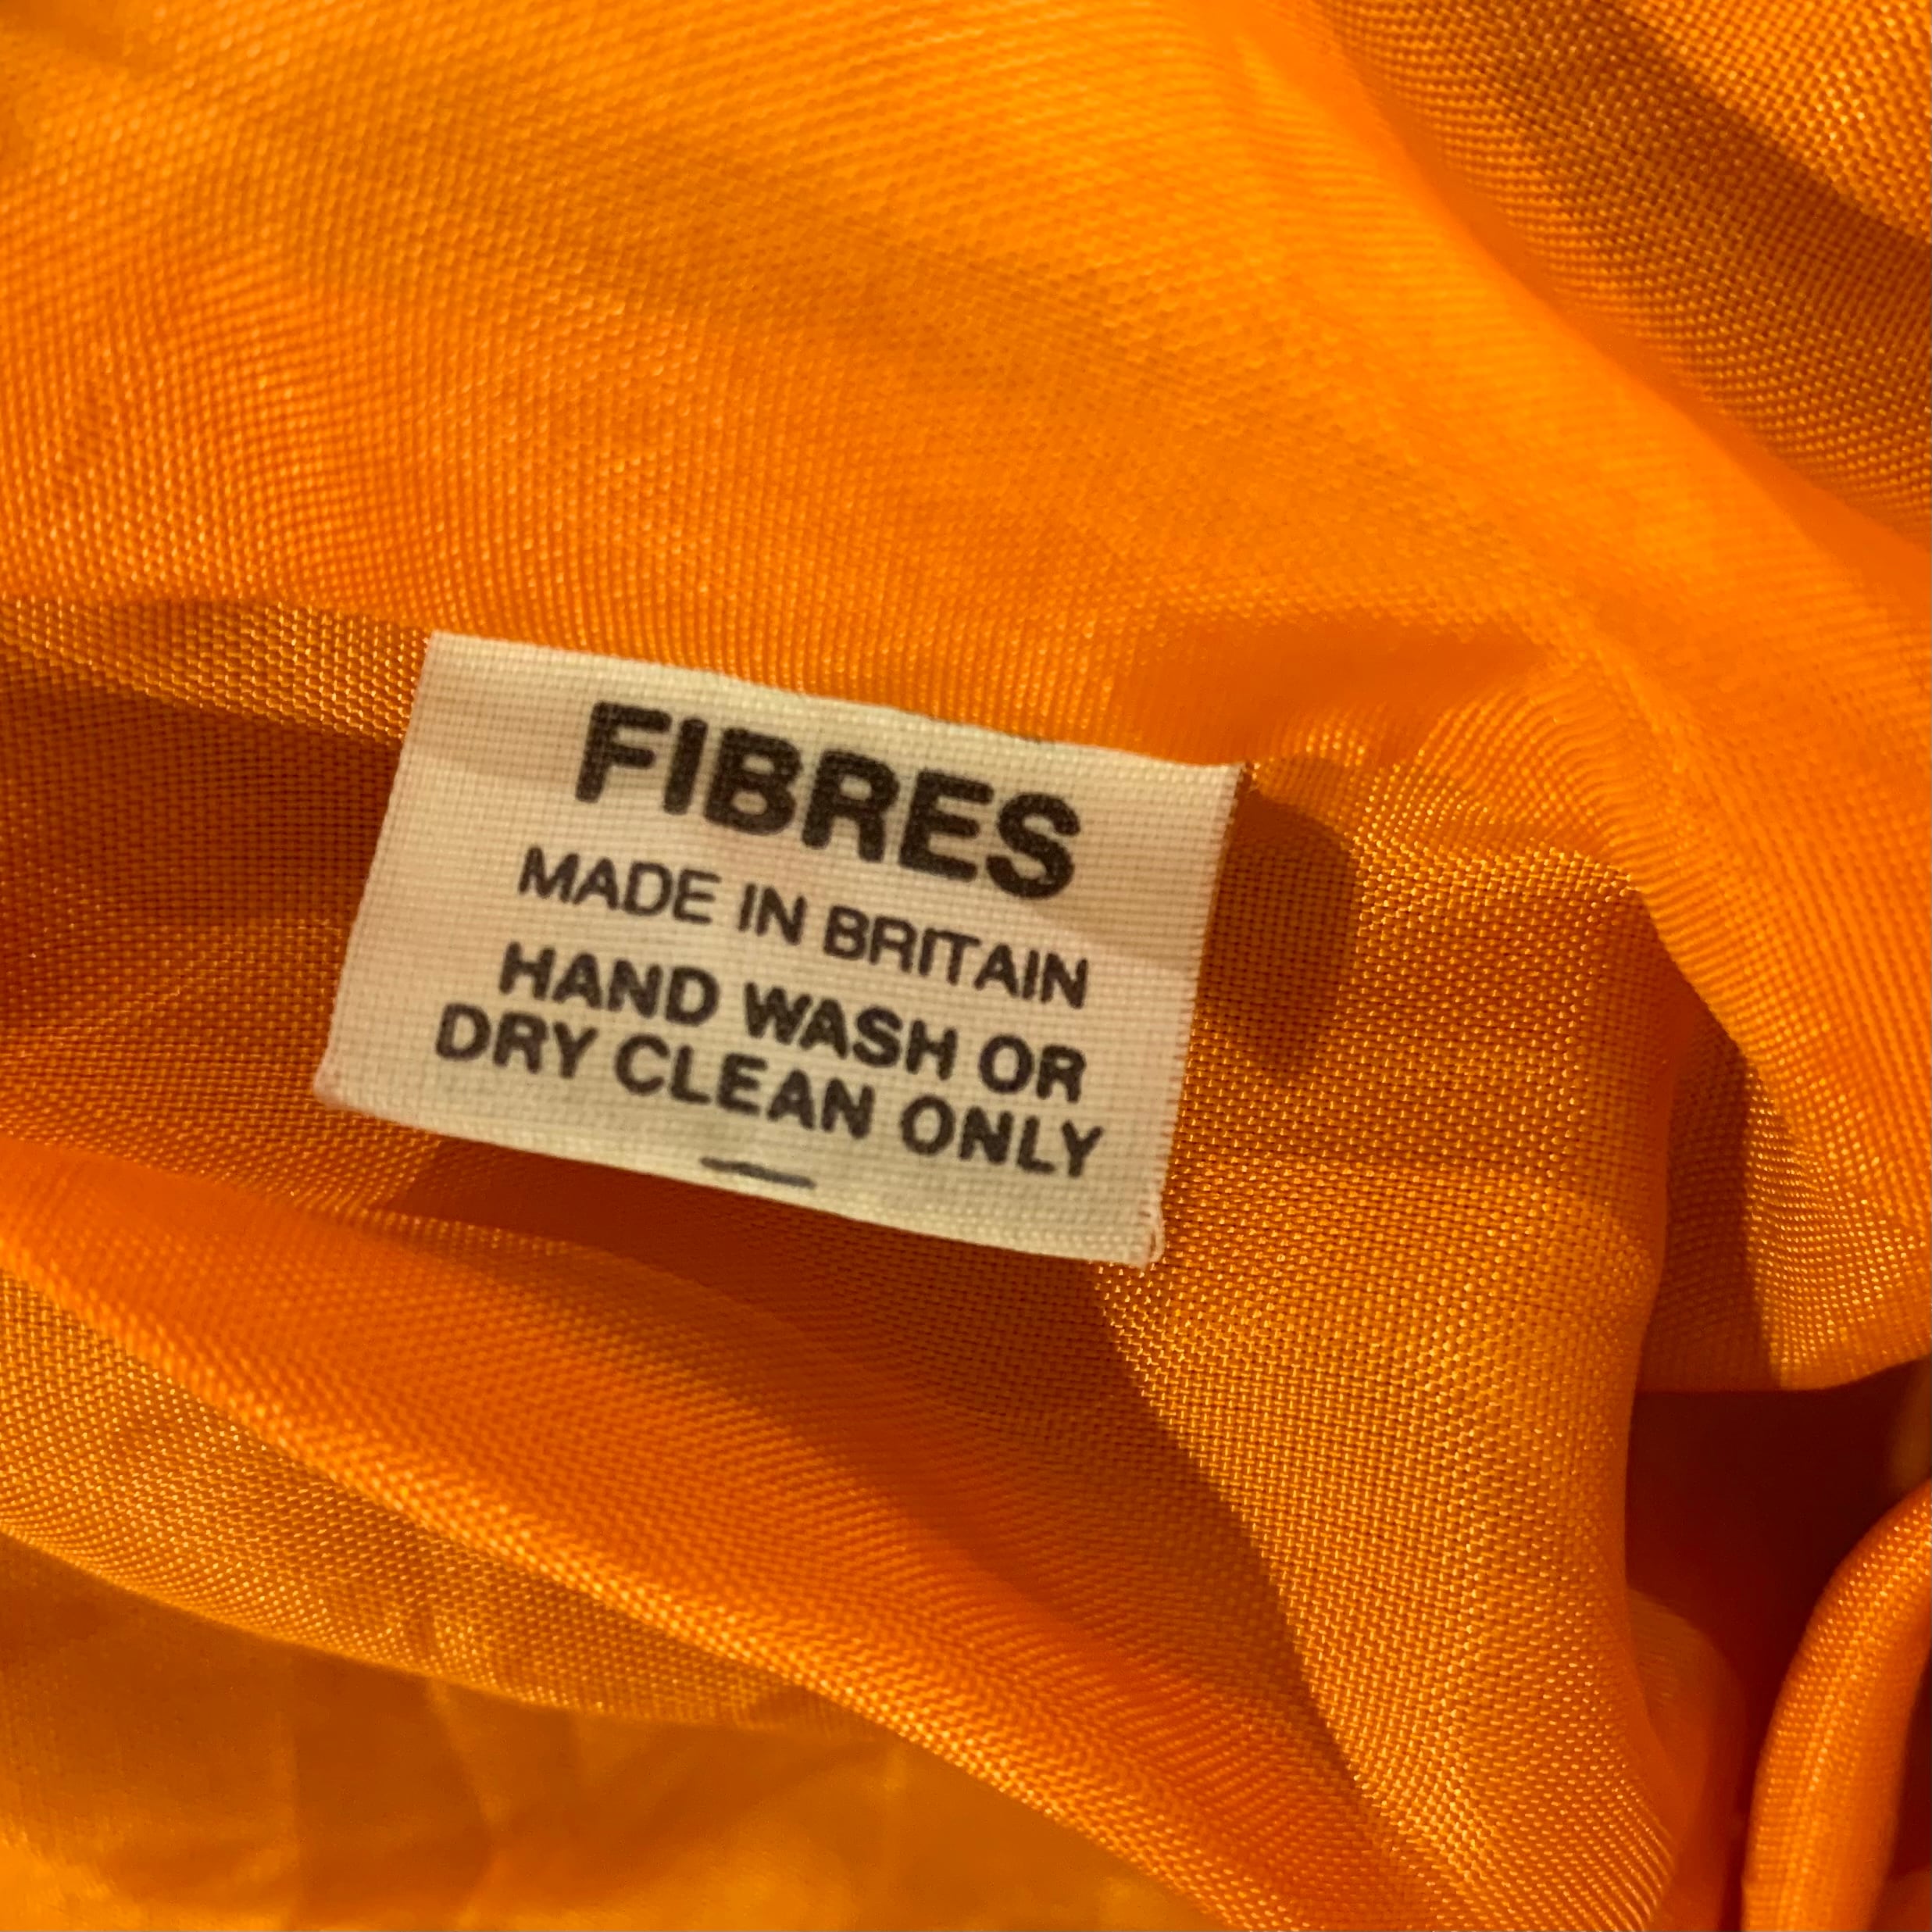 FIBRES
MADE IN BRITAIN
HAND WASH OR
DRY CLEAN ONLY